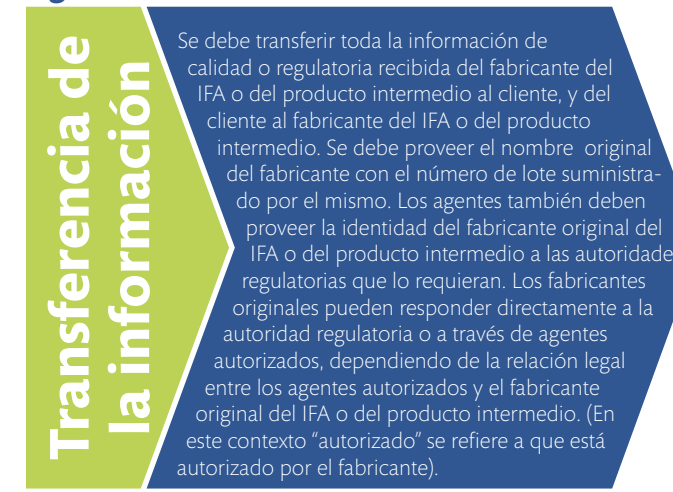 Transferencia de
la información
Se debe transferir toda la información de
calidad o regulatoria recibida del fabricante del
IFA o del producto intermedio al cliente, y del
cliente al fabricante del IFA o del producto
intermedio. Se debe proveer el nombre original
del fabricante con el número de lote suministra-
do por el mismo. Los agentes también deben
proveer la identidad del fabricante original del
IFA o del producto intermedio a las autoridade
regulatorias que lo requieran. Los fabricantes
originales pueden responder directamente a la
autoridad regulatoria o a través de agentes
autorizados, dependiendo de la relación legal
entre los agentes autorizados y el fabricante
original del IFA o del producto intermedio. (En
este contexto “autorizado” se refiere a que está
autorizado por el fabricante).